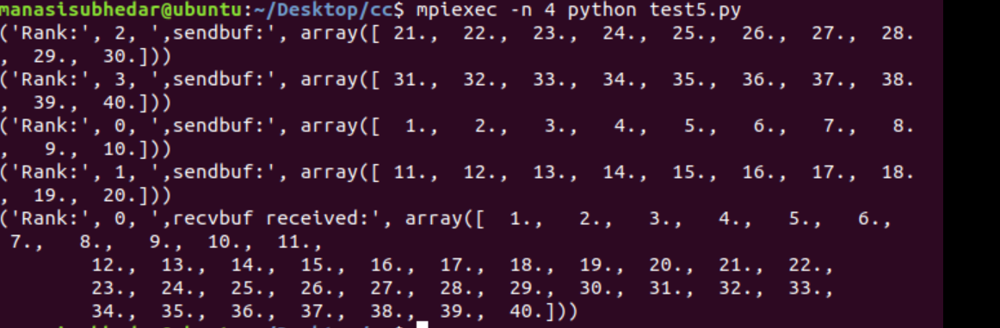 manasisubhedar@ubuntu:~/Desktop/cc$ mpiexec -n 4 python test5.py
('Rank:', 2, ',sendbuf:', array([ 21.,  22.,  23.,  24.,  25.,  26.,  27.,  28.
,  29.,  30.]))
('Rank:', 3, ',sendbuf:', array([ 31.,  32.,  33.,  34.,  35.,  36.,  37.,  38.
,  39.,  40.]))
('Rank:', 0, ',sendbuf:', array([  1.,   2.,   3.,   4.,   5.,   6.,   7.,   8.
,   9.,  10.]))
('Rank:', 1, ',sendbuf:', array([ 11.,  12.,  13.,  14.,  15.,  16.,  17.,  18.
,  19.,  20.]))
('Rank:', 0, ',recvbuf received:', array([  1.,   2.,   3.,   4.,   5.,   6.,
 7.,   8.,   9.,  10.,  11.,
        12.,  13.,  14.,  15.,  16.,  17.,  18.,  19.,  20.,  21.,  22.,
        23.,  24.,  25.,  26.,  27.,  28.,  29.,  30.,  31.,  32.,  33.,
        34.,  35.,  36.,  37.,  38.,  39.,  40.]))